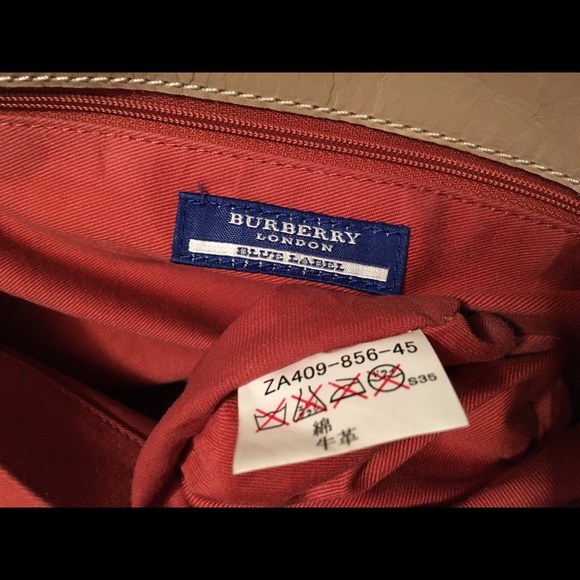 BURBERRY
LONDON
BLUE LABEL
ZA409-856-45
S35
綿
牛革